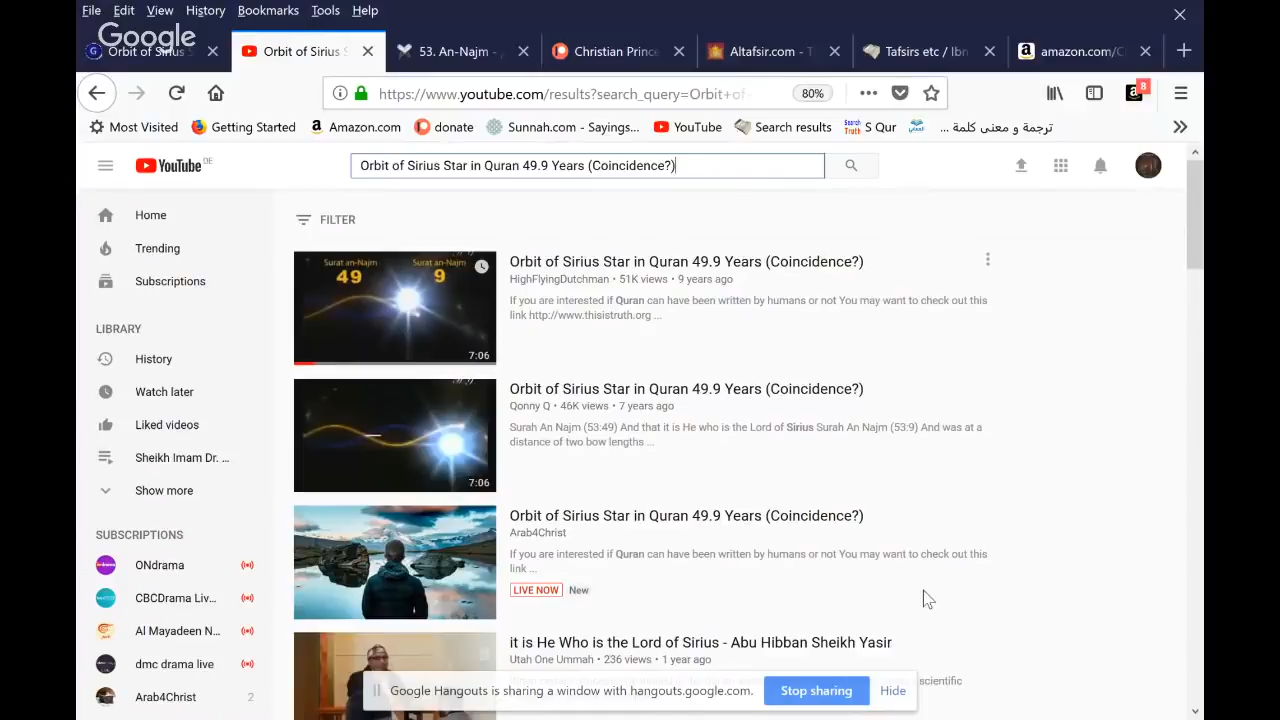 File Edit View History Bookmarks Tools Help
Google
Orbit of Sirius S
Orbit of Sirius S
53. An-Najm -
Christian Prince
Altafsir.com - T
Tafsirs etc / Ibn
amazon.com/C
https://www.youtube.com/results?search_query=Orbit+of-
80%
8
Most Visited
Getting Started
Amazon.com
donate
Sunnah.com - Sayings...
YouTube
Search results
Search Truth
S Qur
ترجمة و معنى كلمة ...
YouTube DE
Orbit of Sirius Star in Quran 49.9 Years (Coincidence?)
Home
Trending
Subscriptions
LIBRARY
History
Watch later
Liked videos
Sheikh Imam Dr. ...
Show more
SUBSCRIPTIONS
ONdrama
CBCDrama Liv...
Al Mayadeen N...
dmc drama live
Arab4Christ 2
FILTER
Surat an-Najm
49
Surat an-Najm
9
7:06
Orbit of Sirius Star in Quran 49.9 Years (Coincidence?)
HighFlyingDutchman • 51K views • 9 years ago
If you are interested if Quran can have been written by humans or not You may want to check out this
link http://www.thisistruth.org ...
7:06
Orbit of Sirius Star in Quran 49.9 Years (Coincidence?)
Qonny Q • 46K views • 7 years ago
Surah An Najm (53:49) And that it is He who is the Lord of Sirius Surah An Najm (53:9) And was at a
distance of two bow lengths ...
Orbit of Sirius Star in Quran 49.9 Years (Coincidence?)
Arab4Christ
If you are interested if Quran can have been written by humans or not You may want to check out this
link ...
LIVE NOW New
it is He Who is the Lord of Sirius - Abu Hibban Sheikh Yasir
Utah One Ummah • 236 views • 1 year ago
scientific
Google Hangouts is sharing a window with hangouts.google.com.
Stop sharing
Hide